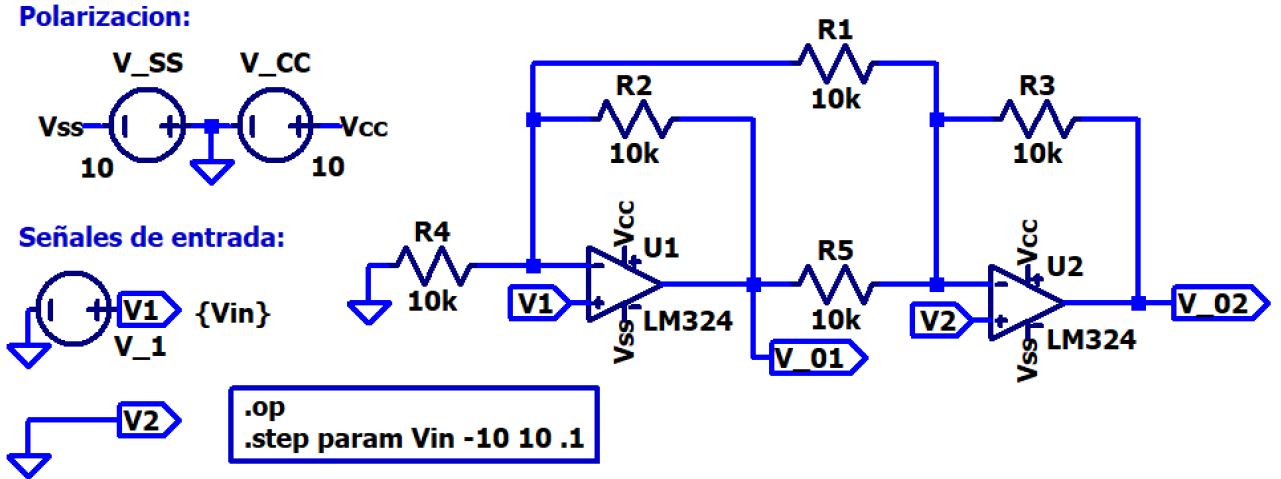 Polarizacion:
V_SS
V_CC
Vss
Vcc
10
10
Señales de entrada:
V1
{Vin}
V_1
V2
.op
.step param Vin -10 10 .1
R1
10k
R2
10k
R3
10k
R4
10k
Vcc
U1
V1
Vss
LM324
R5
10k
V_01
Vcc
U2
V2
Vss
LM324
V_02